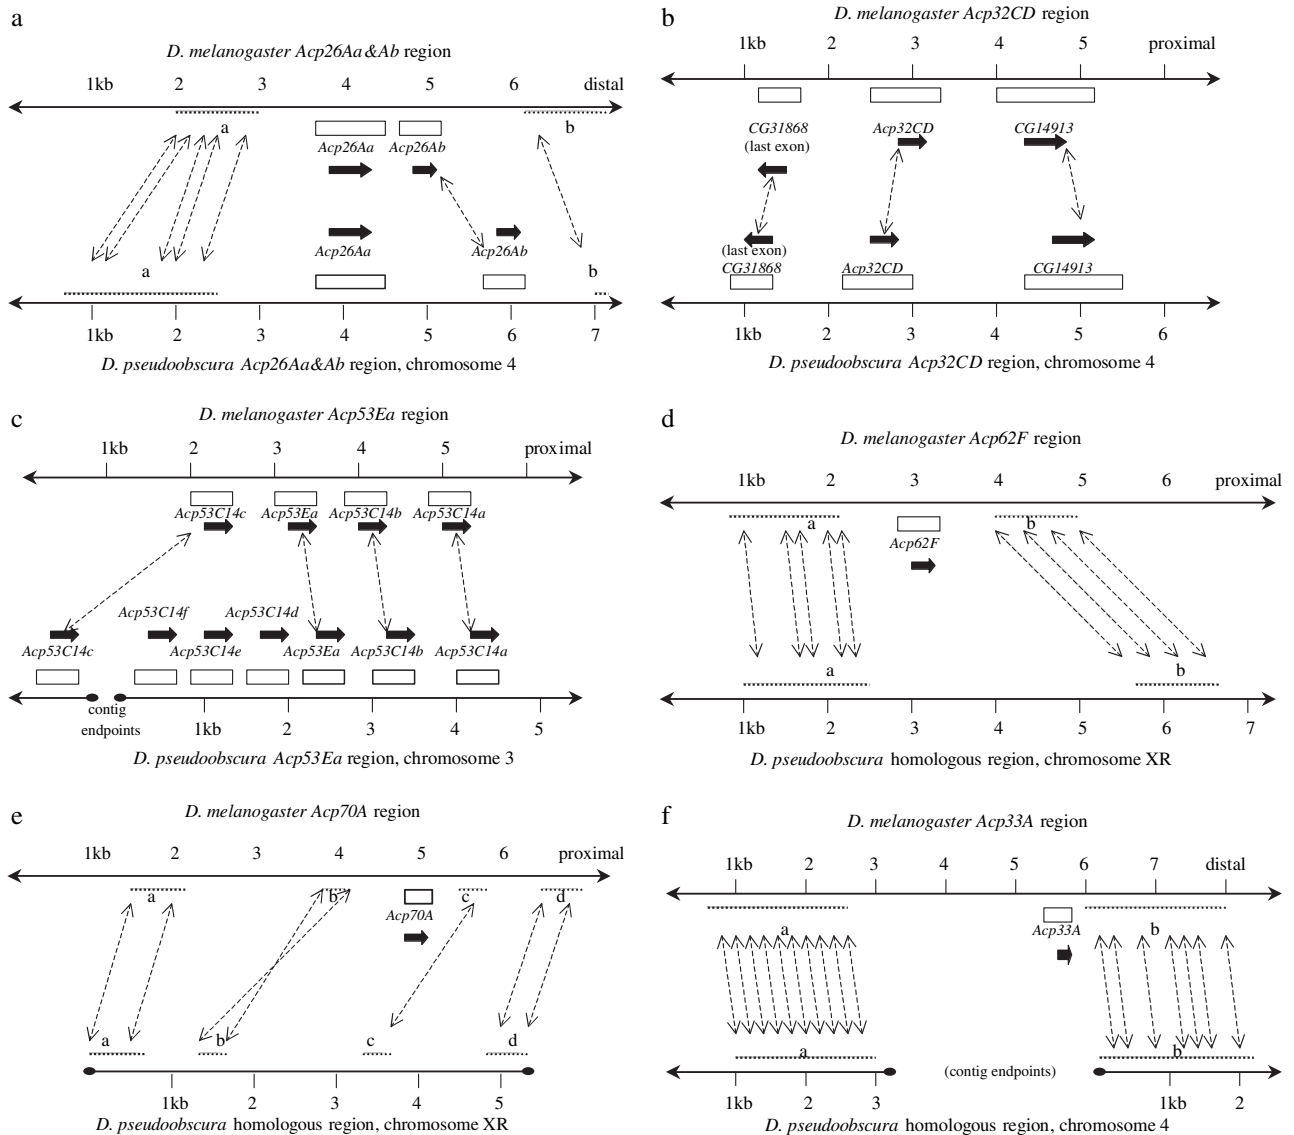 a
D. melanogaster Acp26Aa&Ab region
1kb 2 3 4 5 6 distal
a b
Acp26Aa Acp26Ab
Acp26Aa Acp26Ab
a b
1kb 2 3 4 5 6 7
D. pseudoobscura Acp26Aa&Ab region, chromosome 4
b
D. melanogaster Acp32CD region
1kb 2 3 4 5 proximal
CG31868 Acp32CD CG14913
(last exon)
(last exon)
CG31868 Acp32CD CG14913
1kb 2 3 4 5 6
D. pseudoobscura Acp32CD region, chromosome 4
c
D. melanogaster Acp53Ea region
1kb 2 3 4 5 proximal
Acp53C14c Acp53Ea Acp53C14b Acp53C14a
Acp53C14f Acp53C14d
Acp53C14c Acp53C14e Acp53Ea Acp53C14b Acp53C14a
contig
endpoints 1kb 2 3 4 5
D. pseudoobscura Acp53Ea region, chromosome 3
d
D. melanogaster Acp62F region
1kb 2 3 4 5 6 proximal
a b
Acp62F
a b
1kb 2 3 4 5 6 7
D. pseudoobscura homologous region, chromosome XR
e
D. melanogaster Acp70A region
1kb 2 3 4 5 6 proximal
a b c d
Acp70A
a b c d
1kb 2 3 4 5
D. pseudoobscura homologous region, chromosome XR
f
D. melanogaster Acp33A region
1kb 2 3 4 5 6 7 distal
a b
Acp33A
a b
(contig endpoints)
1kb 2 3 1kb 2
D. pseudoobscura homologous region, chromosome 4